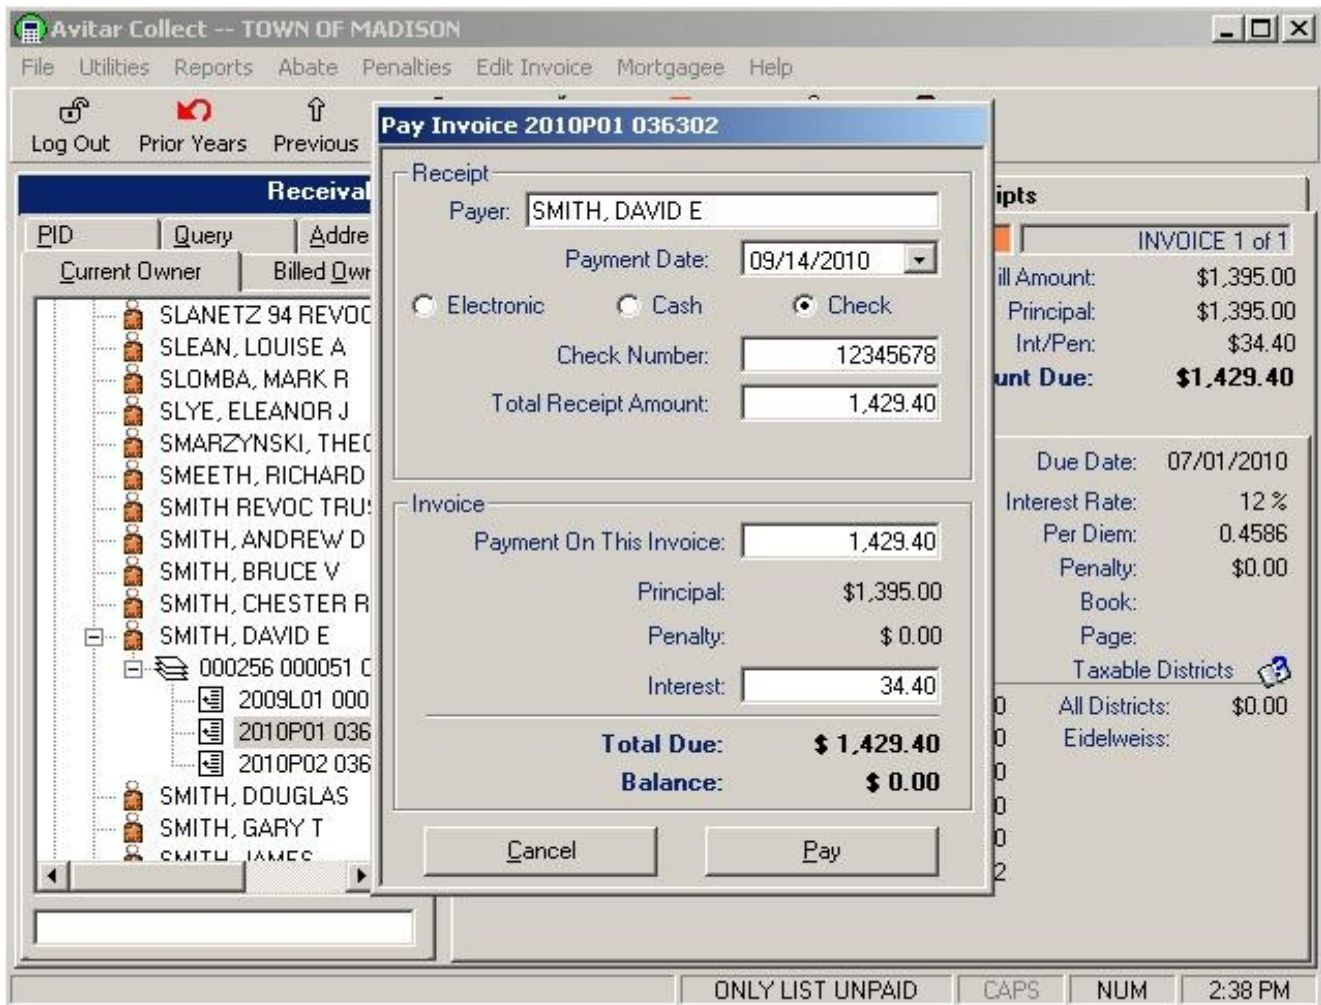 Avitar Collect -- TOWN OF MADISON
File Utilities Reports Abate Penalties Edit Invoice Mortgagee Help
Log Out Prior Years Previous
Pay Invoice 2010P01 036302
Receipt
Payer: SMITH, DAVID E
Payment Date: 09/14/2010
Electronic Cash Check
Check Number: 12345678
Total Receipt Amount: 1,429.40
Invoice
Payment On This Invoice: 1,429.40
Principal: $1,395.00
Penalty: $ 0.00
Interest: 34.40
Total Due: $ 1,429.40
Balance: $ 0.00
Cancel Pay
PID Query
Current Owner Billed
SLANETZ 94 REVOC
SLEAN, LOUISE A
SLOMBA, MARK R
SLYE, ELEANOR J
SMARZYNSKI,
SMEETH, RICHARD
SMITH REVOC
SMITH, ANDREW D
SMITH, BRUCE V
SMITH, CHESTER R
SMITH, DAVID E
000256 000051
2009L01 000
2010P01 036
2010P02 036
SMITH, DOUGLAS
SMITH, GARY T
SMITH, JAMES
INVOICE 1 of 1
Amount: $1,395.00
Principal: $1,395.00
Int/Pen: $34.40
Due: $1,429.40
Due Date: 07/01/2010
Interest Rate: 12 %
Per Diem: 0.4586
Penalty: $0.00
Book:
Page:
Taxable Districts
All Districts: $0.00
Eidelweiss:
ONLY LIST UNPAID CAPS NUM 2:38 PM